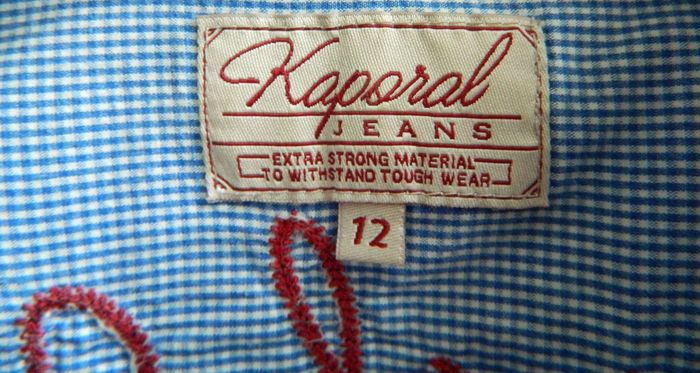 Kaporal
JEANS
EXTRA STRONG MATERIAL
TO WITHSTAND TOUGH WEAR
12